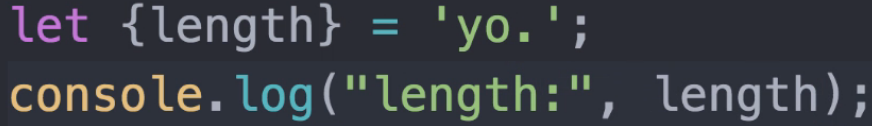 let {length} = 'yo.';
console.log("length:", length);